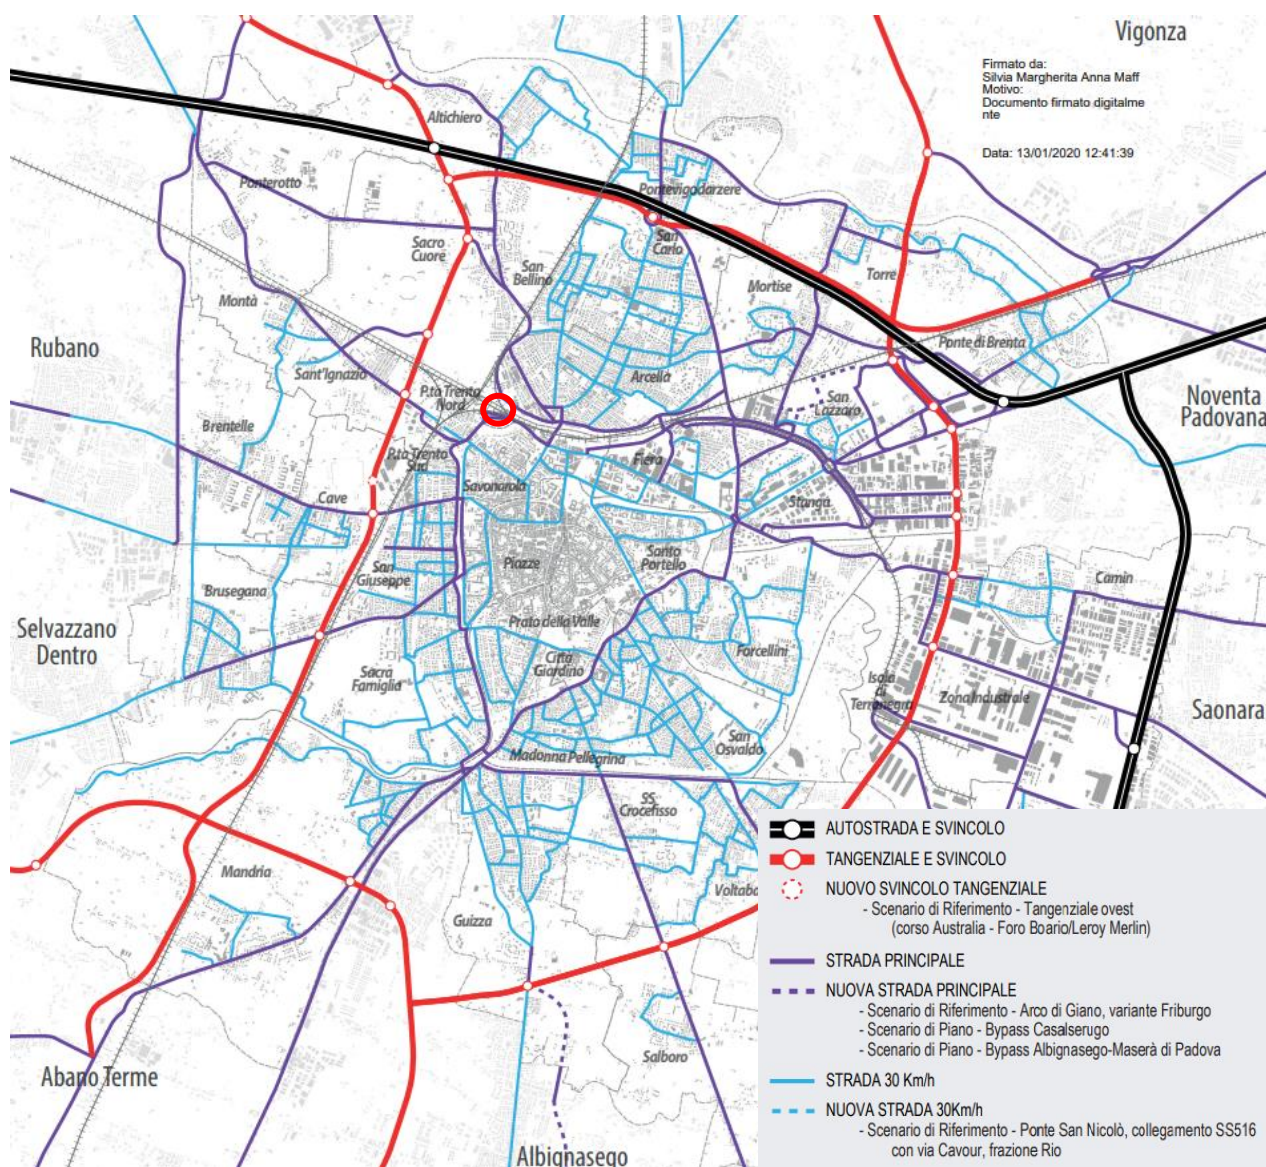 Vigonza
Firmato da:
Silvia Margherita Anna Maff
Motivo:
Documento firmato digitalme
nte
Data: 13/01/2020 12:41:39
Altichiero
Ponterotto
Pontevigodarzere
Sacro
Cuore
San
Bellino
San
Carlo
Torre
Mortise
Montà
Rubano
Ponte di Brenta
Sant'Ignazio
Arcella
P.ta Trento
Nord
San
Lazzaro
Noventa
Padovana
Brentelle
P.ta Trento
Sud
Fiera
Savonarola
Cave
Stanga
Piazze
Santo
Portello
San
Giuseppe
Camin
Brusegana
Prato della Valle
Selvazzano
Dentro
Città
Giardino
Forcellini
Sacra
Famiglia
Isola
di
Terranegra
Zona Industrale
Saonara
San
Osvaldo
Madonna Pellegrina
SS
Crocefisso
Mandria
Voltaba
Guizza
Salboro
Abano Terme
Albignasego
AUTOSTRADA E SVINCOLO
TANGENZIALE E SVINCOLO
NUOVO SVINCOLO TANGENZIALE
- Scenario di Riferimento - Tangenziale ovest
(corso Australia - Foro Boario/Leroy Merlin)
STRADA PRINCIPALE
NUOVA STRADA PRINCIPALE
- Scenario di Riferimento - Arco di Giano, variante Friburgo
- Scenario di Piano - Bypass Casalserugo
- Scenario di Piano - Bypass Albignasego-Maserà di Padova
STRADA 30 Km/h
NUOVA STRADA 30Km/h
- Scenario di Riferimento - Ponte San Nicolò, collegamento SS516
con via Cavour, frazione Rio